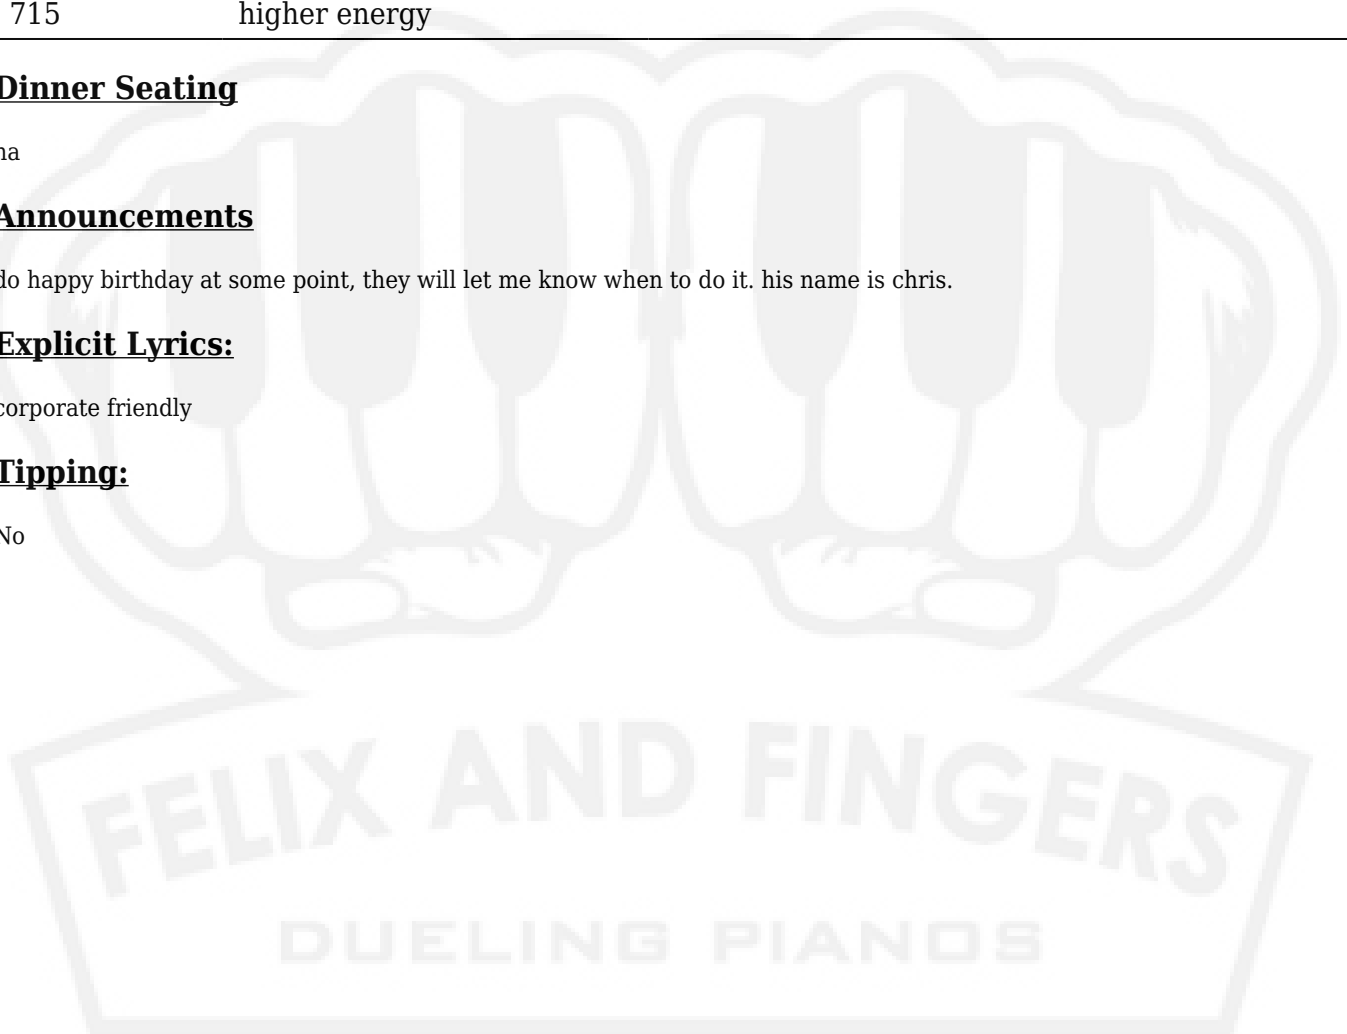 715 higher energy
Dinner Seating
na
Announcements
do happy birthday at some point, they will let me know when to do it. his name is chris.
Explicit Lyrics:
corporate friendly
Tipping:
No
FELIX AND FINGERS
DUELING PIANOS